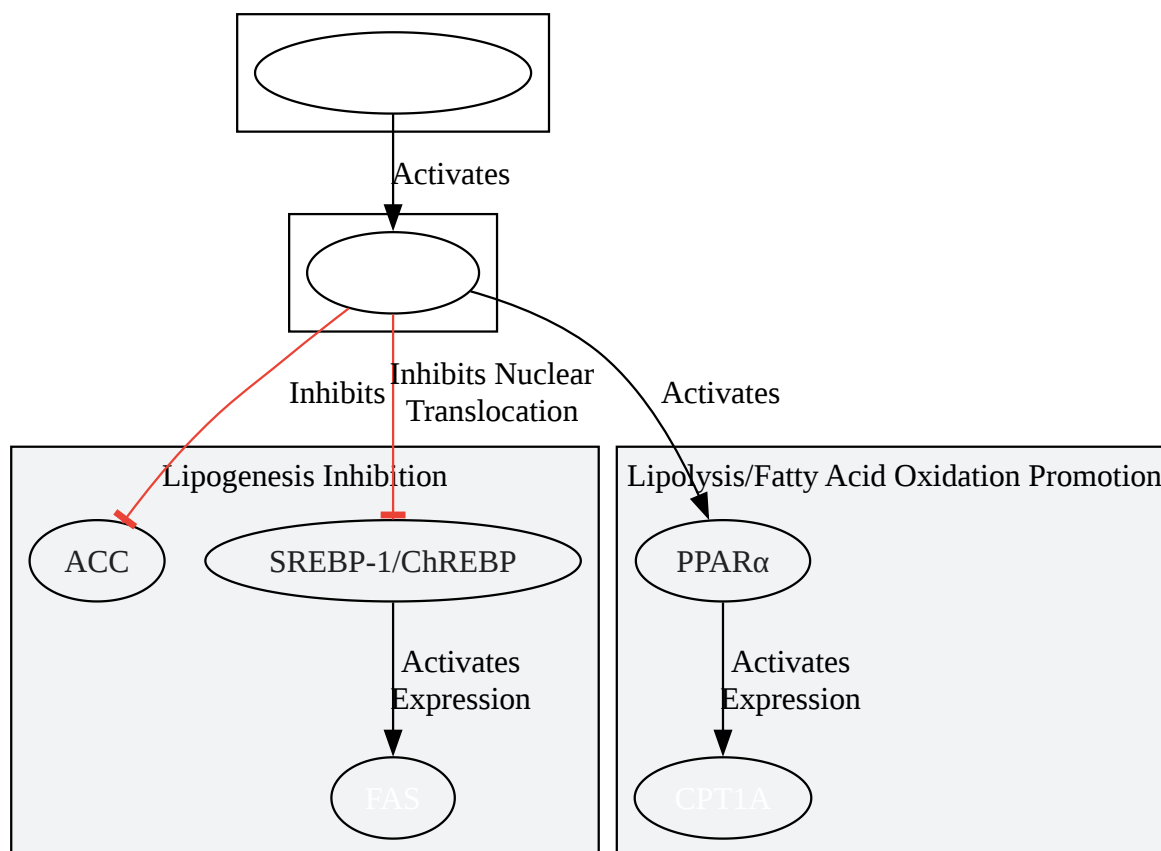 Activates
Inhibits
Inhibits Nuclear
Translocation
Activates
Lipogenesis Inhibition
Lipolysis/Fatty Acid Oxidation Promotion
ACC
SREBP-1/ChREBP
PPARα
Activates
Expression
Activates
Expression
FAS
CPT1A